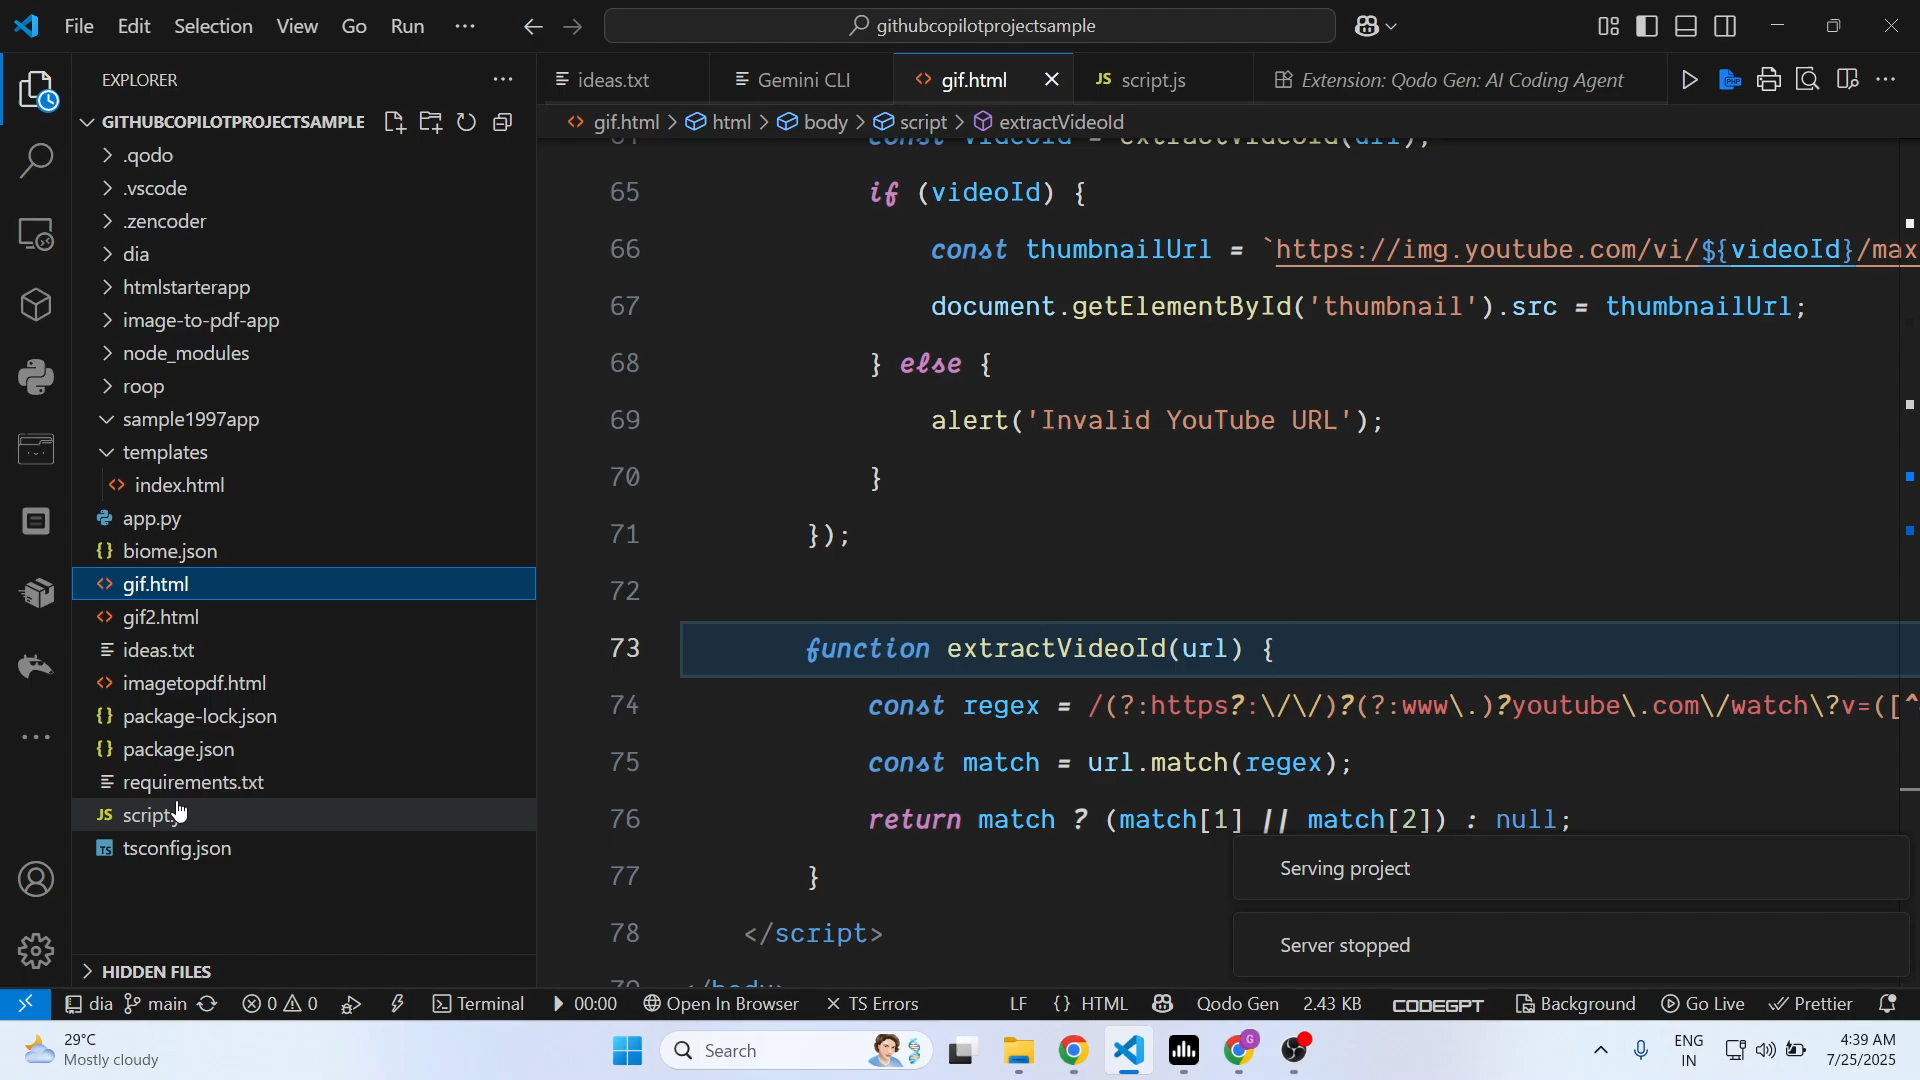 File Edit Selection View Go Run ··· githubcopilotprojectsample
EXPLORER
GITHUBCOPILOTPROJECTSAMPLE
.qodo
.vscode
.zencoder
dia
htmlstarterapp
image-to-pdf-app
node_modules
roop
sample1997app
templates
<> index.html
app.py
{} biome.json
<> gif.html
<> gif2.html
ideas.txt
<> imagetopdf.html
{} package-lock.json
{} package.json
requirements.txt
JS script.
TS tsconfig.json
HIDDEN FILES
ideas.txt Gemini CLI <> gif.html JS script.js Extension: Qodo Gen: AI Coding Agent
<> gif.html > html > body > script > extractVideoId
const videoId = extractVideoId(url);
65 if (videoId) {
66 const thumbnailUrl = `https://img.youtube.com/vi/${videoId}/max
67 document.getElementById('thumbnail').src = thumbnailUrl;
68 } else {
69 alert('Invalid YouTube URL');
70 }
71 });
72
73 function extractVideoId(url) {
74 const regex = /(?:https?:\/\/)?(?:www\.)?youtube\.com\/watch\?v=([^
75 const match = url.match(regex);
76 return match ? (match[1] || match[2]) : null;
77 }
78 </script>
Serving project
Server stopped
dia main 0 0 Terminal 00:00 Open In Browser TS Errors LF {} HTML Qodo Gen 2.43 KB CODEGPT Background Go Live Prettier
29°C
Mostly cloudy
Search
ENG
IN
4:39 AM
7/25/2025